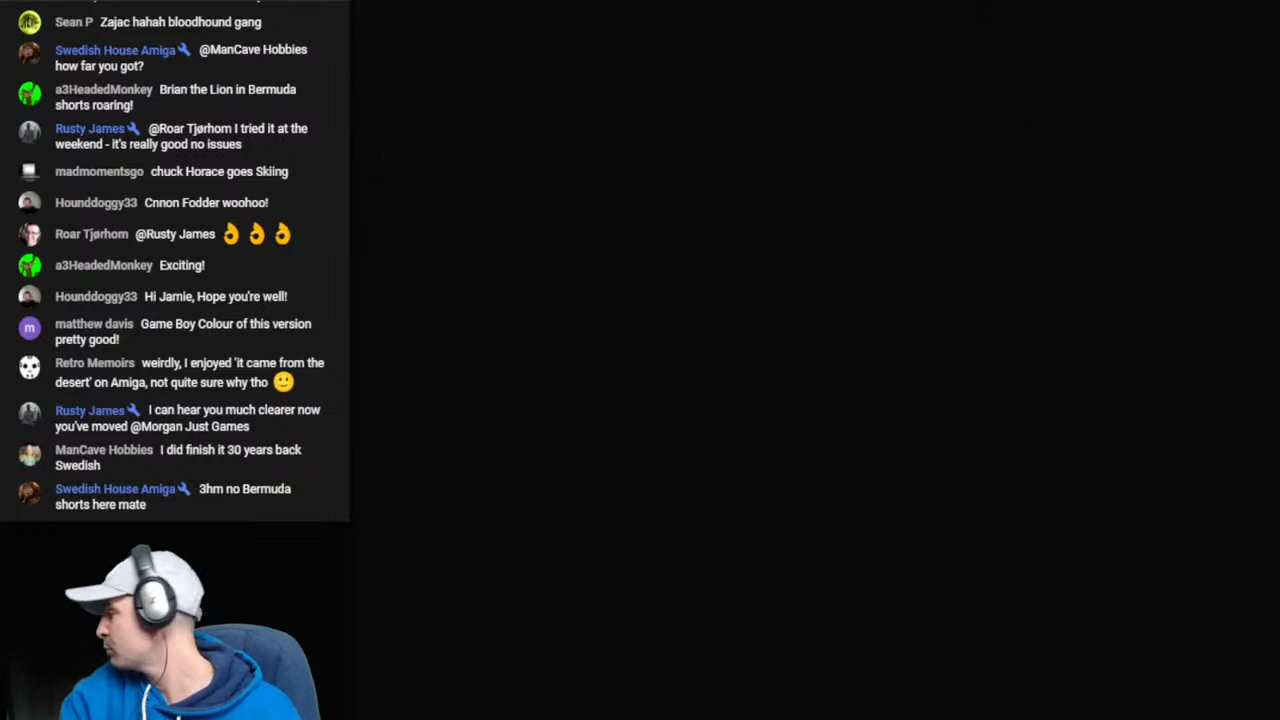 Sean P Zajac hahah bloodhound gang
Swedish House Amiga @ManCave Hobbies
how far you got?
a3HeadedMonkey Brian the Lion in Bermuda
shorts roaring!
Rusty James @Roar Tjørhom I tried it at the
weekend - it's really good no issues
madmomentsgo chuck Horace goes Skiing
Hounddoggy33 Cnnon Fodder woohoo!
Roar Tjørhom @Rusty James 👌 👌 👌
a3HeadedMonkey Exciting!
Hounddoggy33 Hi Jamie, Hope you're well!
m
matthew davis Game Boy Colour of this version
pretty good!
Retro Memoirs weirdly, I enjoyed 'it came from the
desert' on Amiga, not quite sure why tho 🙂
Rusty James I can hear you much clearer now
you've moved @Morgan Just Games
ManCave Hobbies I did finish it 30 years back
Swedish
Swedish House Amiga 3hm no Bermuda
shorts here mate